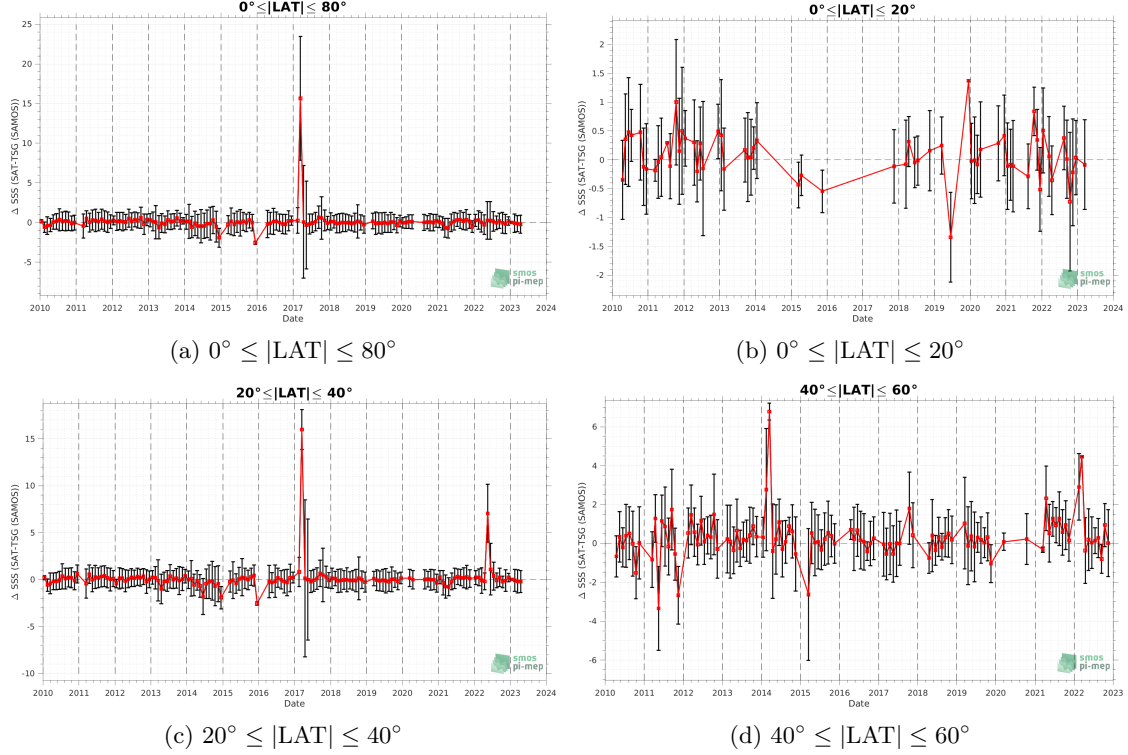 0°≤|LAT|≤ 80°
Δ SSS (SAT-TSG (SAMOS))
25
20
15
10
5
0
-5
2010 2011 2012 2013 2014 2015 2016 2017 2018 2019 2020 2021 2022 2023 2024
Date
smos
pi-mep
(a) 0° ≤ |LAT| ≤ 80°
0°≤|LAT|≤ 20°
Δ SSS (SAT-TSG (SAMOS))
2
1.5
1
0.5
0
-0.5
-1
-1.5
-2
2010 2011 2012 2013 2014 2015 2016 2017 2018 2019 2020 2021 2022 2023 2024
Date
smos
pi-mep
(b) 0° ≤ |LAT| ≤ 20°
20°≤|LAT|≤ 40°
Δ SSS (SAT-TSG (SAMOS))
15
10
5
0
-5
-10
2010 2011 2012 2013 2014 2015 2016 2017 2018 2019 2020 2021 2022 2023 2024
Date
smos
pi-mep
(c) 20° ≤ |LAT| ≤ 40°
40°≤|LAT|≤ 60°
Δ SSS (SAT-TSG (SAMOS))
6
4
2
0
-2
-4
-6
2010 2011 2012 2013 2014 2015 2016 2017 2018 2019 2020 2021 2022 2023
Date
smos
pi-mep
(d) 40° ≤ |LAT| ≤ 60°